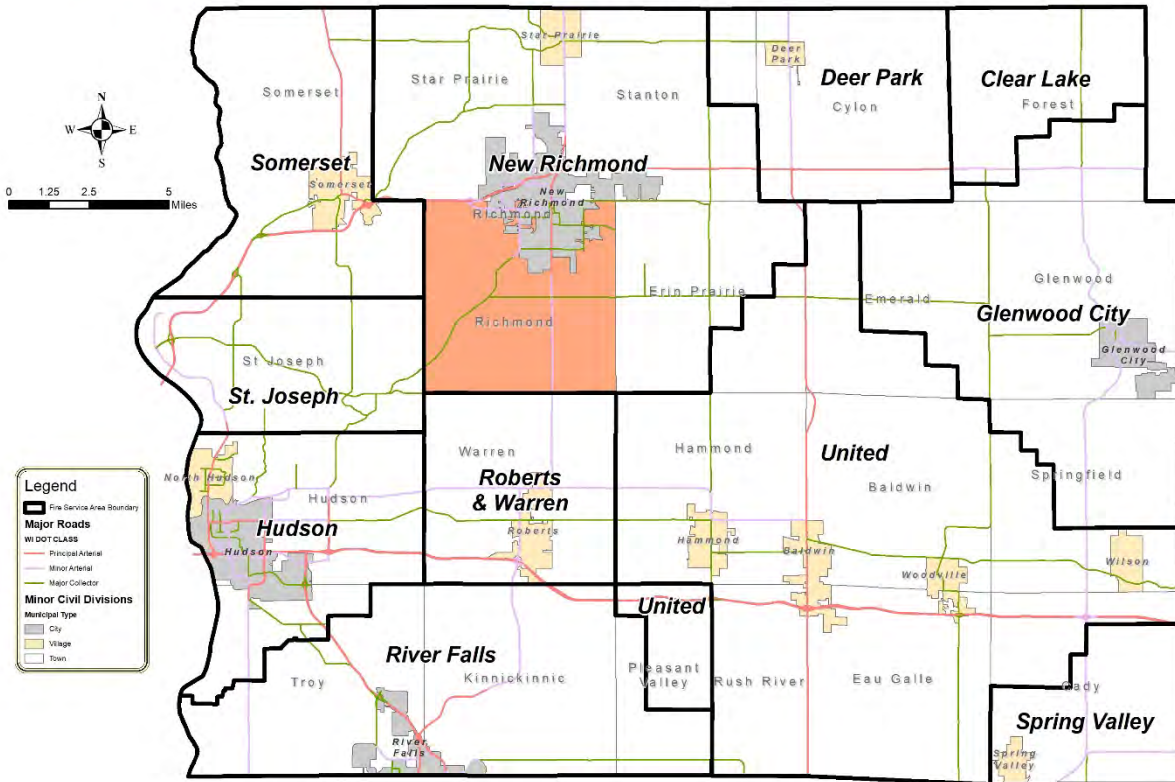 Star Prairie
Deer
Park
Deer Park
Clear Lake
Star Prairie
Somerset
Stanton
Cylon
Forest
N
W E
S
Somerset
New Richmond
Somerset
New
Richmond
Richmond
0 1.25 2.5 5
Miles
Glenwood
Erin Prairie
Emerald
Glenwood City
Richmond
Glenwood
City
St Joseph
St. Joseph
Warren
Hammond
United
Roberts
& Warren
Baldwin
Springfield
North Hudson
Hudson
Hudson
Hudson
Roberts
Hammond
Baldwin
Woodville
Wilson
Legend
Fire Service Area Boundary
Major Roads
WI DOT CLASS
Principal Arterial
Minor Arterial
Major Collector
Minor Civil Divisions
Municipal Type
City
Village
Town
United
River Falls
Troy
Kinnickinnic
Pleasant
Valley
Rush River
Eau Galle
Cady
Spring Valley
River
Falls
Spring
Valley